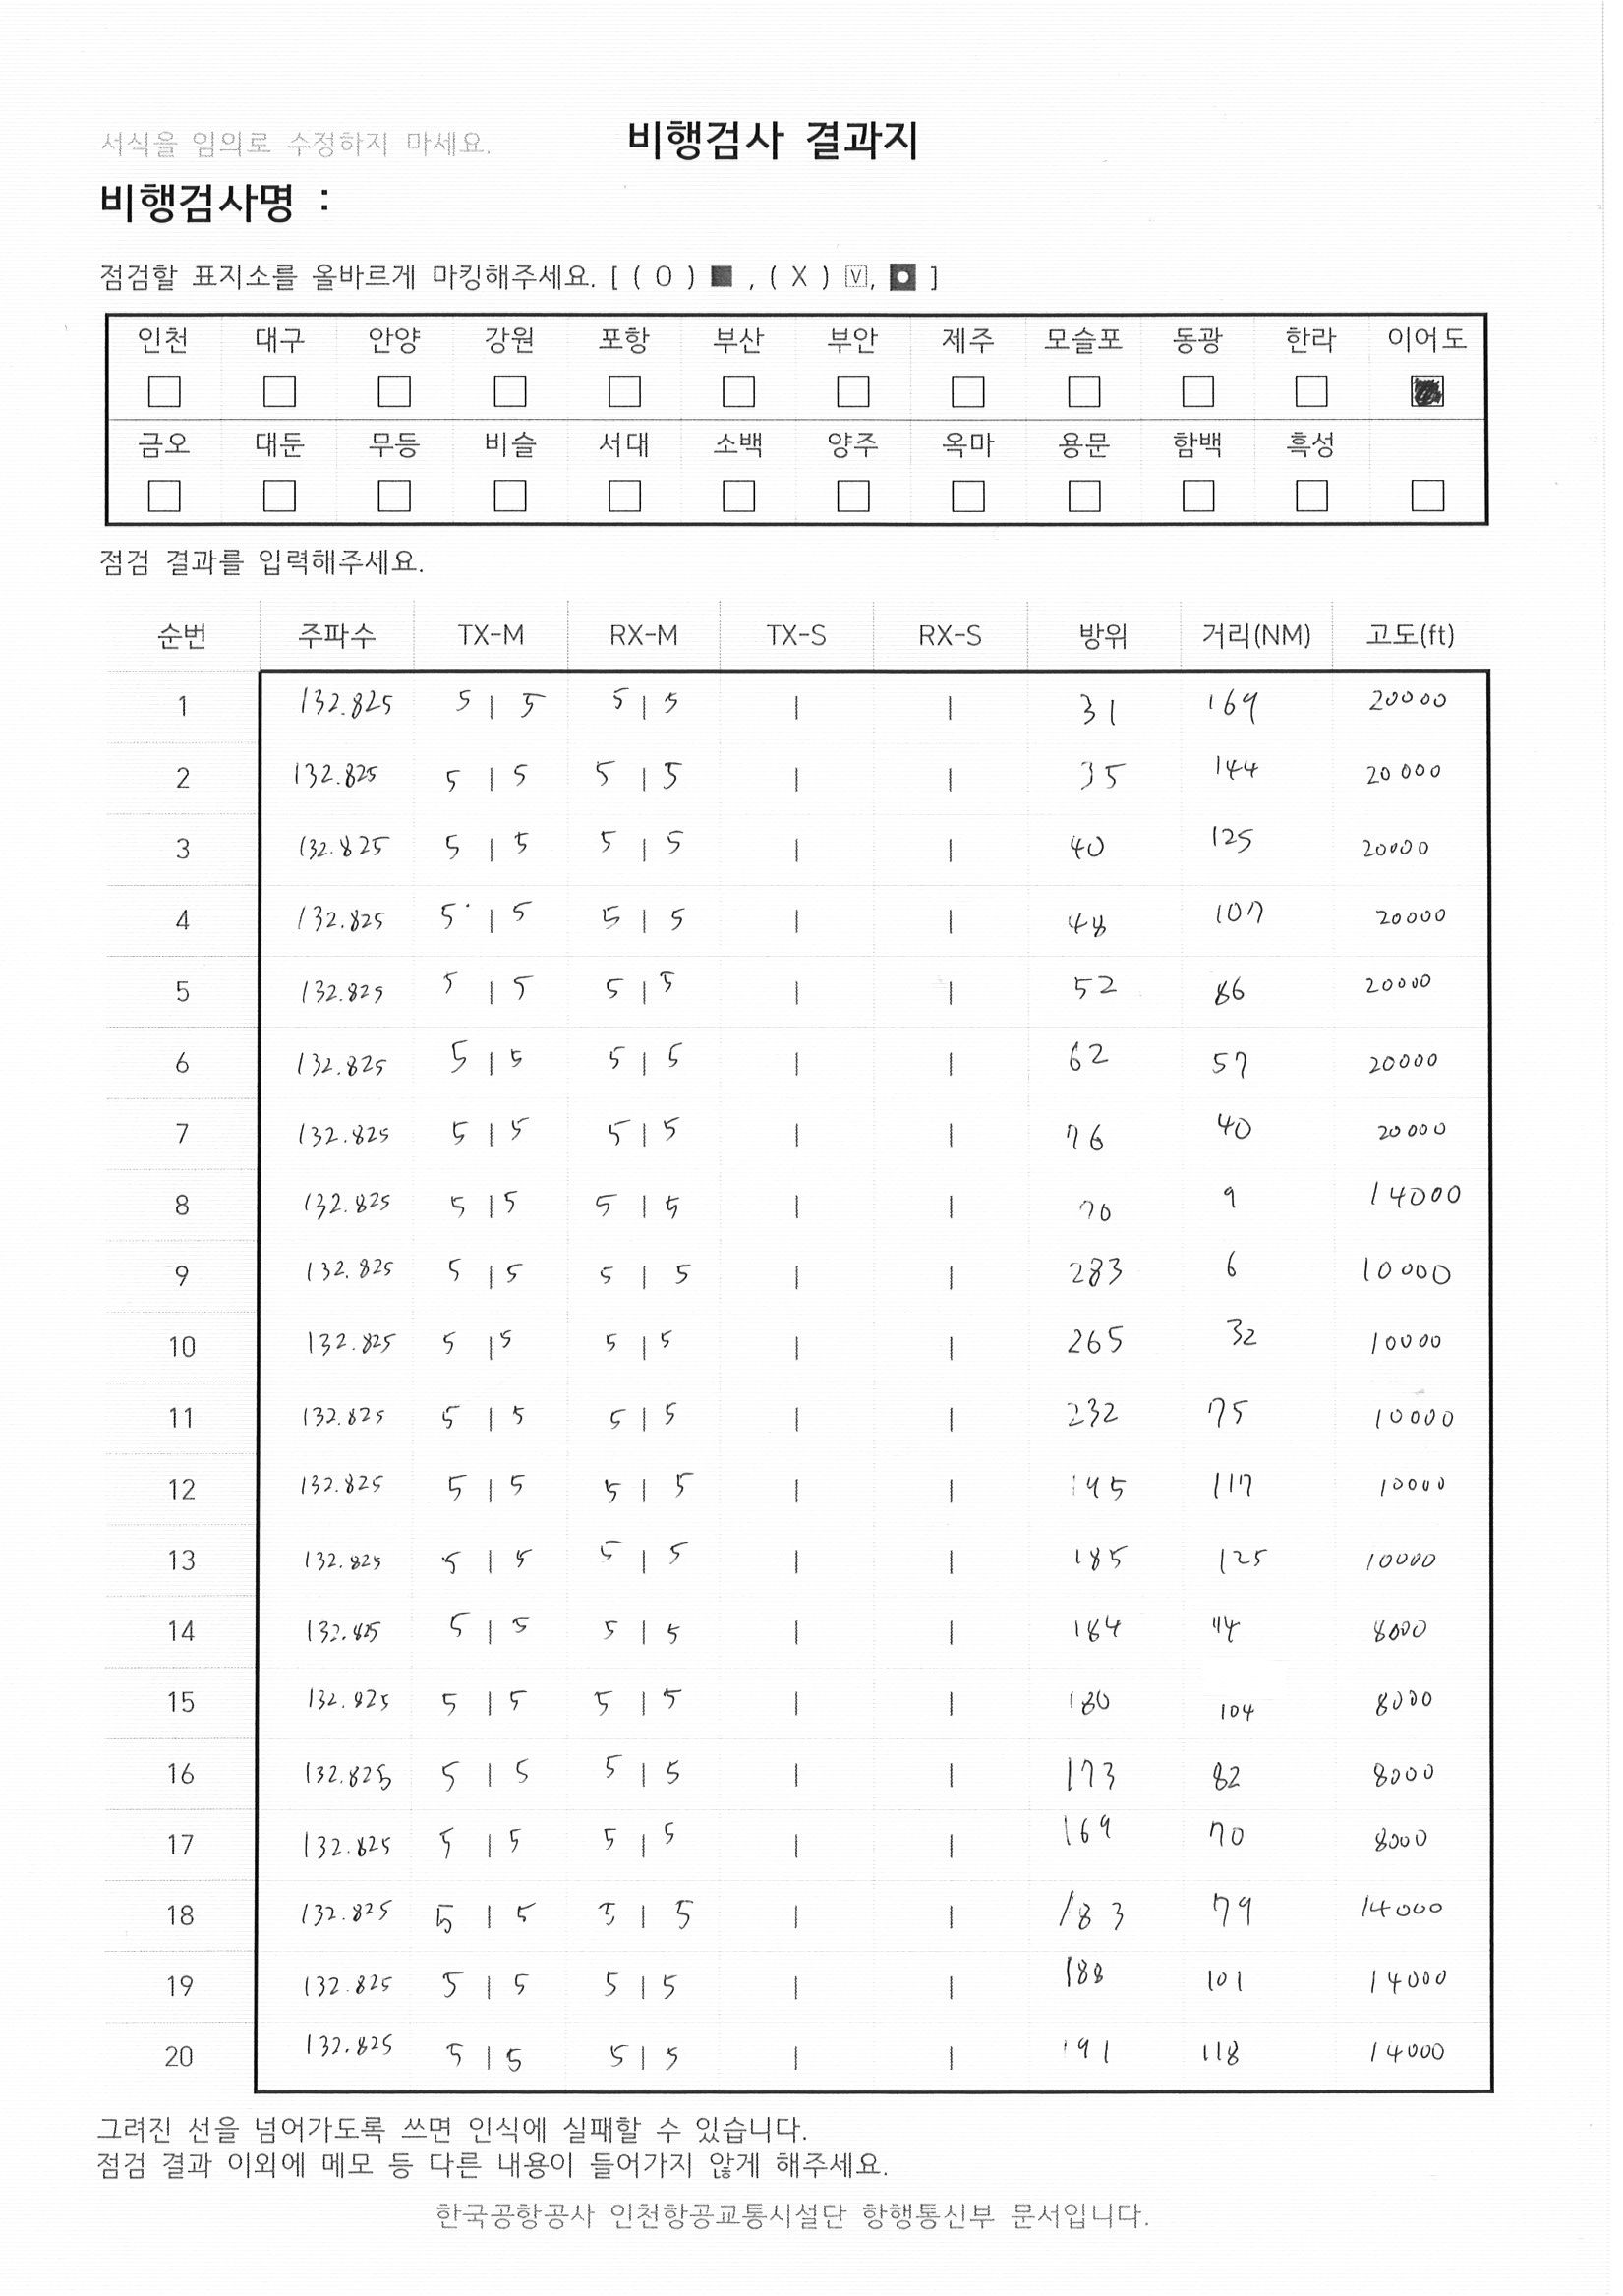 서식을 임의로 수정하지 마세요. 비행검사 결과지
비행검사명 :
점검할 표지소를 올바르게 마킹해주세요. [ ( O ) ■ , ( X ) V, ]
인천 대구 안양 강원 포항 부산 부안 제주 모슬포 동광 한라 이어도
금오 대둔 무등 비슬 서대 소백 양주 옥마 용문 함백 흑성
점검 결과를 입력해주세요.
순번 주파수 TX-M RX-M TX-S RX-S 방위 거리(NM) 고도(ft)
1 132.825 5 | 5 5 | 5 | | 31 169 20000
2 132.825 5 | 5 5 | 5 | | 35 144 20000
3 132.825 5 | 5 5 | 5 | | 40 125 20000
4 132.825 5 | 5 5 | 5 | | 48 107 20000
5 132.825 5 | 5 5 | 5 | | 52 86 20000
6 132.825 5 | 5 5 | 5 | | 62 57 20000
7 132.825 5 | 5 5 | 5 | | 76 40 20000
8 132.825 5 | 5 5 | 5 | | 70 9 14000
9 132.825 5 | 5 5 | 5 | | 283 6 10000
10 132.825 5 | 5 5 | 5 | | 265 32 10000
11 132.825 5 | 5 5 | 5 | | 232 75 10000
12 132.825 5 | 5 5 | 5 | | 195 117 10000
13 132.825 5 | 5 5 | 5 | | 185 125 10000
14 132.825 5 | 5 5 | 5 | | 184 114 8000
15 132.825 5 | 5 5 | 5 | | 180 104 8000
16 132.825 5 | 5 5 | 5 | | 173 82 8000
17 132.825 5 | 5 5 | 5 | | 169 70 8000
18 132.825 5 | 5 5 | 5 | | 183 79 14000
19 132.825 5 | 5 5 | 5 | | 188 101 14000
20 132.825 5 | 5 5 | 5 | | 191 118 14000
그려진 선을 넘어가도록 쓰면 인식에 실패할 수 있습니다.
점검 결과 이외에 메모 등 다른 내용이 들어가지 않게 해주세요.
한국공항공사 인천항공교통시설단 항행통신부 문서입니다.